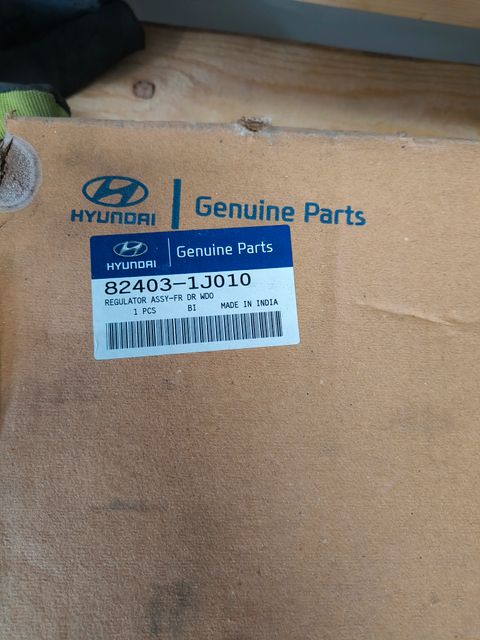 HYUNDAI | Genuine Parts
HYUNDAI | Genuine Parts
82403-1J010
REGULATOR ASSY-FR DR WDO
1 PCS BI MADE IN INDIA